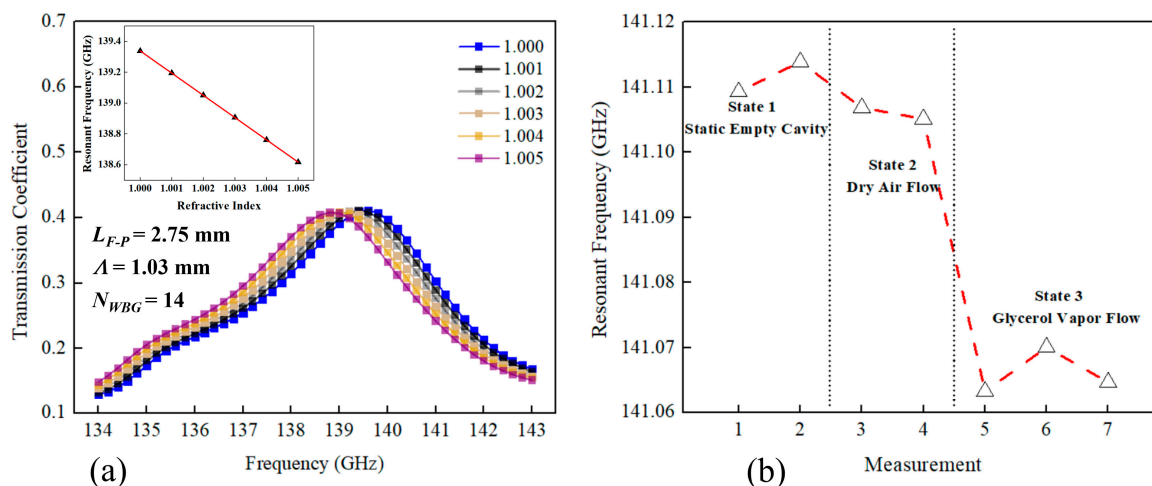 0.7
0.6
0.5
0.4
0.3
0.2
0.1
Transmission Coefficient
139.4
139.2
139.0
138.8
138.6
Resonant Frequency (GHz)
1.000 1.001 1.002 1.003 1.004 1.005
Refractive Index
1.000
1.001
1.002
1.003
1.004
1.005
L_F-P = 2.75 mm
Λ = 1.03 mm
N_WBG = 14
134 135 136 137 138 139 140 141 142 143
Frequency (GHz)
(a)
141.12
141.11
141.10
141.09
141.08
141.07
141.06
Resonant Frequency (GHz)
State 1
Static Empty Cavity
State 2
Dry Air Flow
State 3
Glycerol Vapor Flow
1 2 3 4 5 6 7
Measurement
(b)